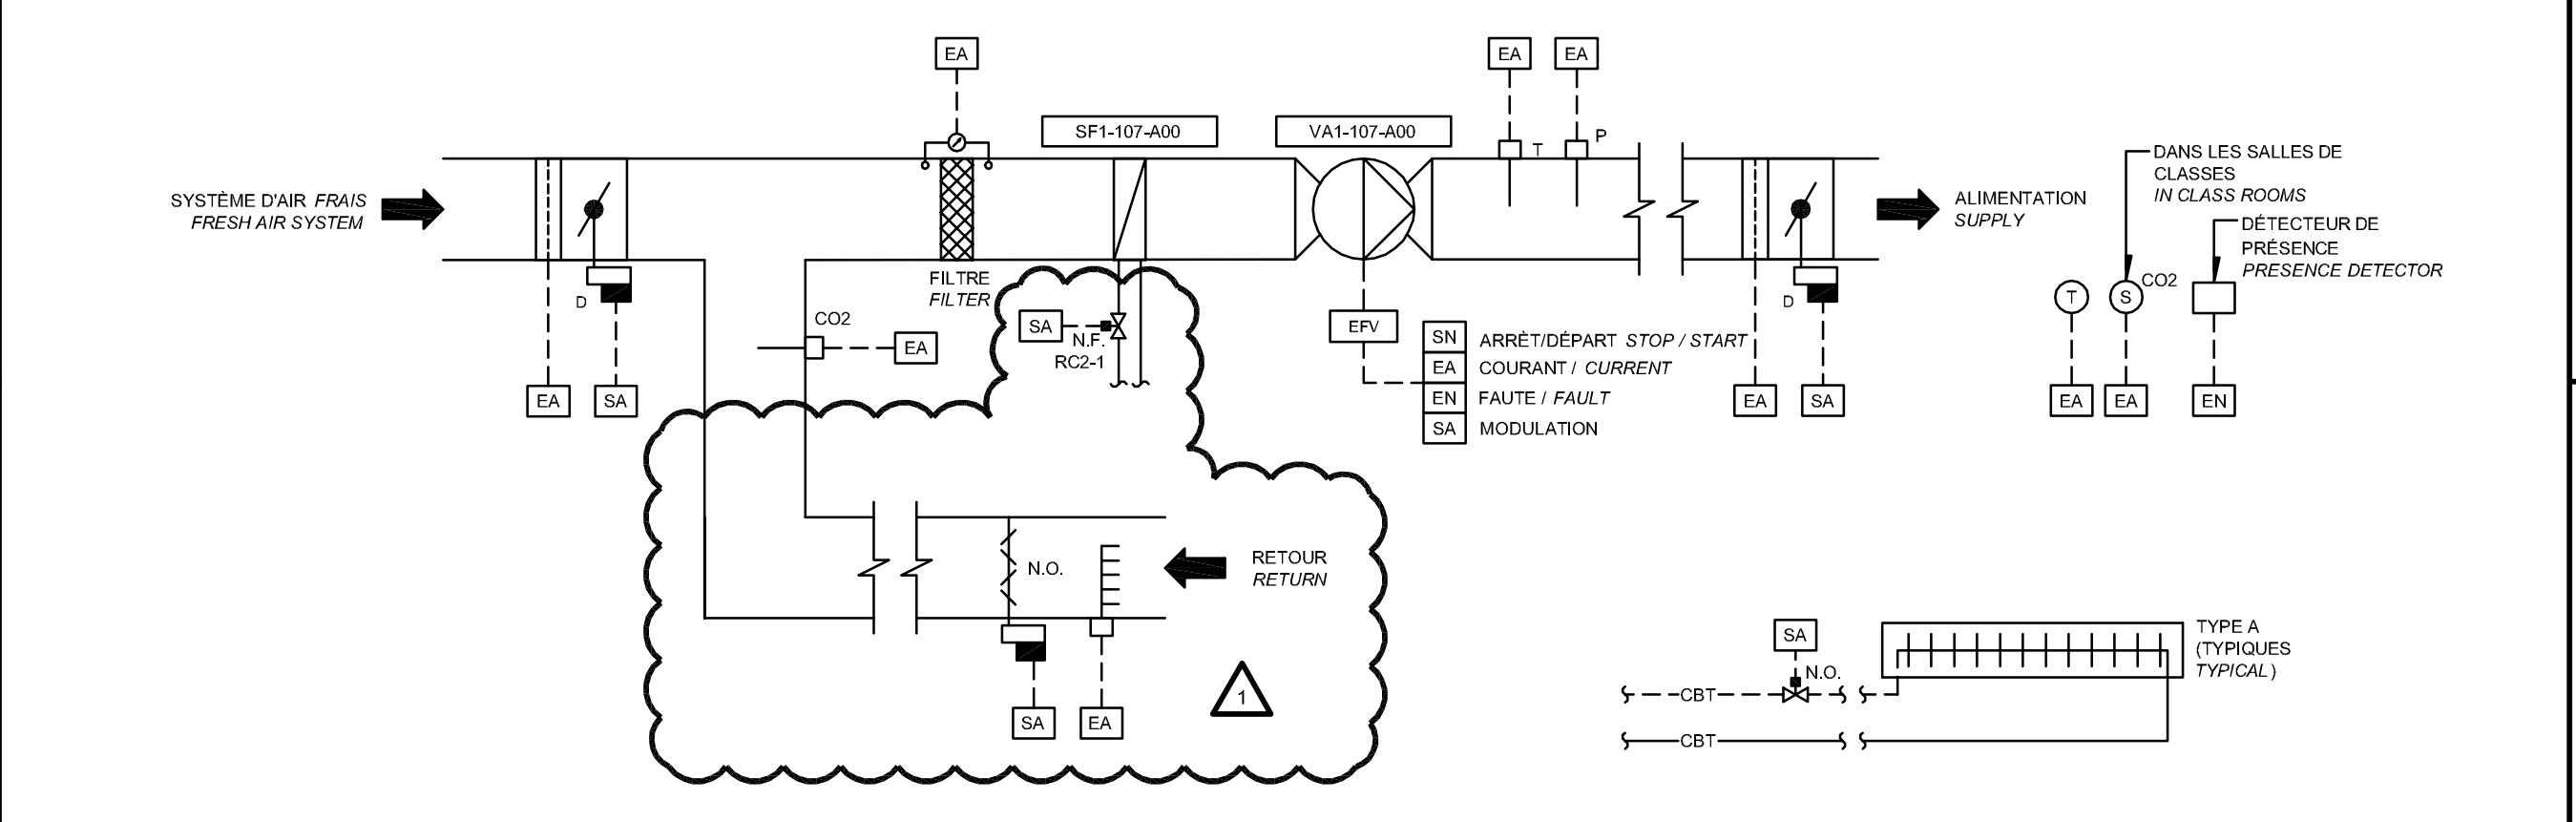 EA
EA
EA
SF1-107-A00
VA1-107-A00
T
P
SYSTÈME D'AIR FRAIS
FRESH AIR SYSTEM
ALIMENTATION
SUPPLY
DANS LES SALLES DE
CLASSES
IN CLASS ROOMS
DÉTECTEUR DE
PRÉSENCE
PRESENCE DETECTOR
FILTRE
FILTER
D
D
T
S
CO2
CO2
EA
SA
N.F.
RC2-1
EFV
SN ARRÈT/DÉPART STOP / START
EA COURANT / CURRENT
EN FAUTE / FAULT
SA MODULATION
EA
SA
EA
SA
EA
EA
EN
N.O.
RETOUR
RETURN
SA
EA
1
SA
N.O.
CBT
CBT
TYPE A
(TYPIQUES
TYPICAL)